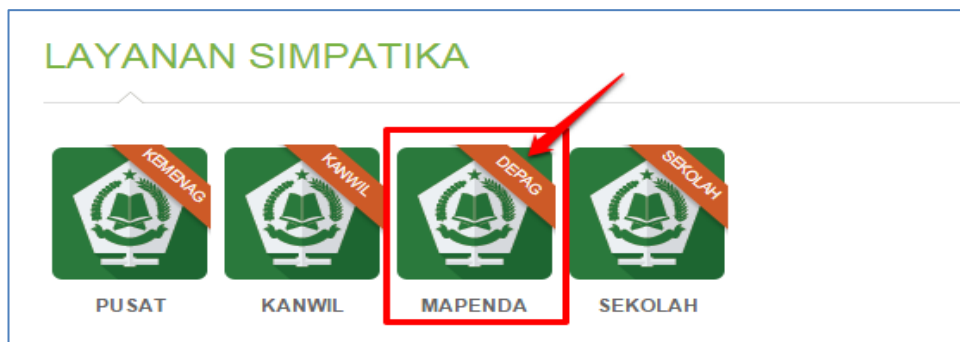 LAYANAN SIMPATIKA
KEMENAG
KANWIL
DEPAG
SEKOLAH
PUSAT
KANWIL
MAPENDA
SEKOLAH